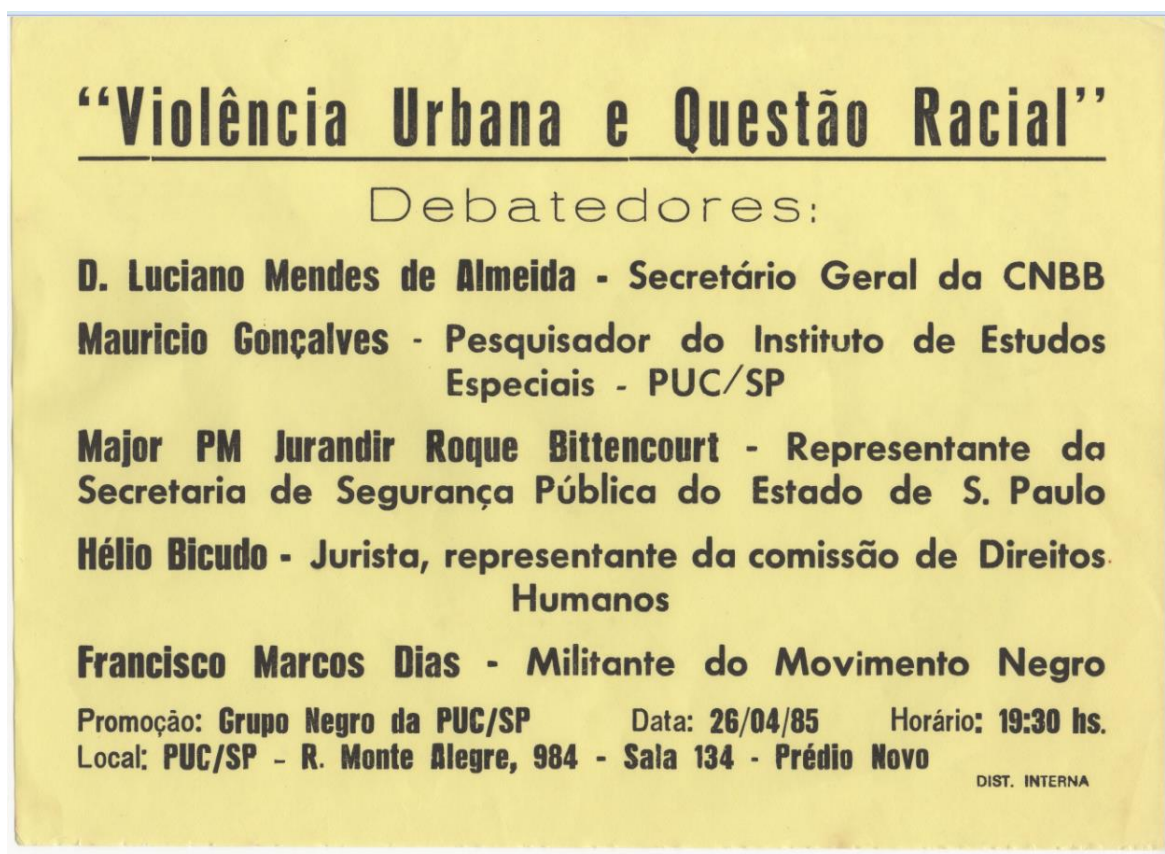 “Violência Urbana e Questão Racial”
Debatedores:
D. Luciano Mendes de Almeida - Secretário Geral da CNBB
Mauricio Gonçalves - Pesquisador do Instituto de Estudos
Especiais - PUC/SP
Major PM Jurandir Roque Bittencourt - Representante da
Secretaria de Segurança Pública do Estado de S. Paulo
Hélio Bicudo - Jurista, representante da comissão de Direitos
Humanos
Francisco Marcos Dias - Militante do Movimento Negro
Promoção: Grupo Negro da PUC/SP Data: 26/04/85 Horário: 19:30 hs.
Local: PUC/SP - R. Monte Alegre, 984 - Sala 134 - Prédio Novo
DIST. INTERNA